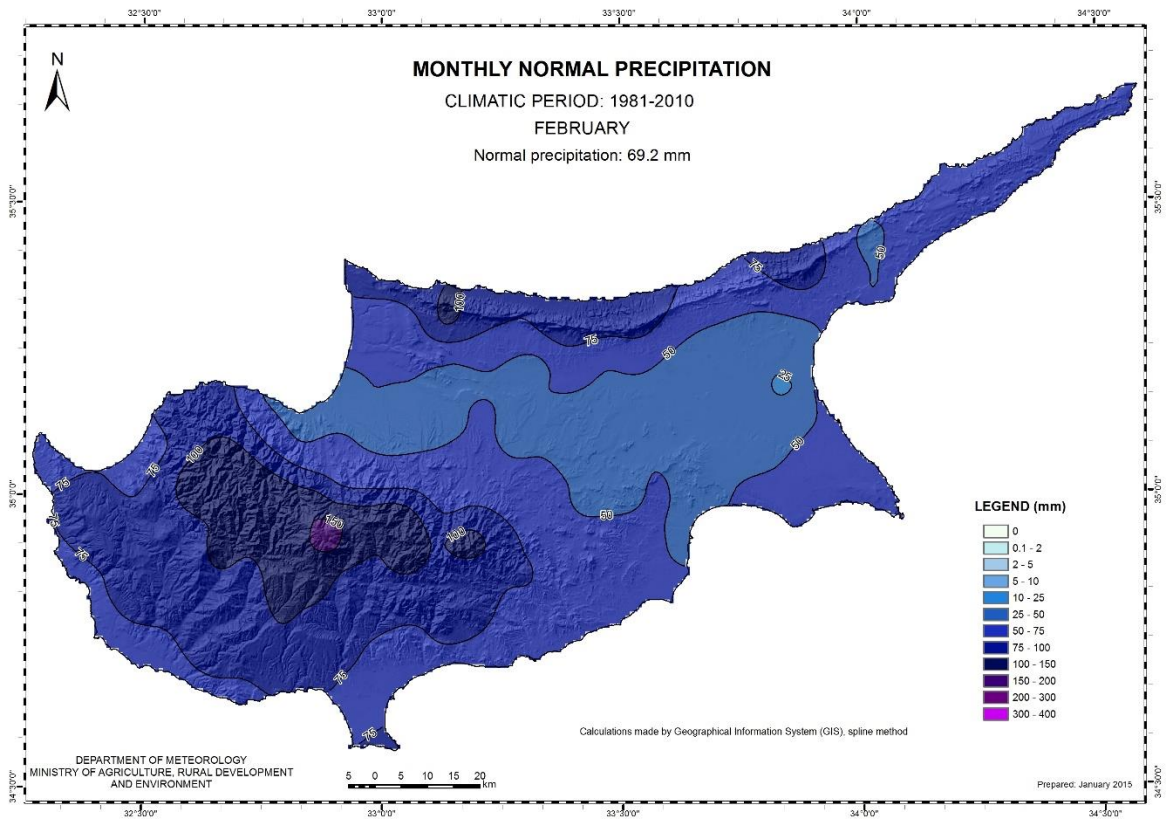 32°30'0"
33°0'0"
33°30'0"
34°0'0"
34°30'0"
N
MONTHLY NORMAL PRECIPITATION
CLIMATIC PERIOD: 1981-2010
FEBRUARY
Normal precipitation: 69.2 mm
35°30'0"
35°30'0"
50
75
100
75
50
25
50
100
75
75
35°0'0"
35°0'0"
50
150
100
75
75
75
75
LEGEND (mm)
0
0.1 - 2
2 - 5
5 - 10
10 - 25
25 - 50
50 - 75
75 - 100
100 - 150
150 - 200
200 - 300
300 - 400
Calculations made by Geographical Information System (GIS), spline method
DEPARTMENT OF METEOROLOGY
MINISTRY OF AGRICULTURE, RURAL DEVELOPMENT
AND ENVIRONMENT
5 0 5 10 15 20
km
Prepared: January 2015
34°30'0"
34°30'0"
32°30'0"
33°0'0"
33°30'0"
34°0'0"
34°30'0"